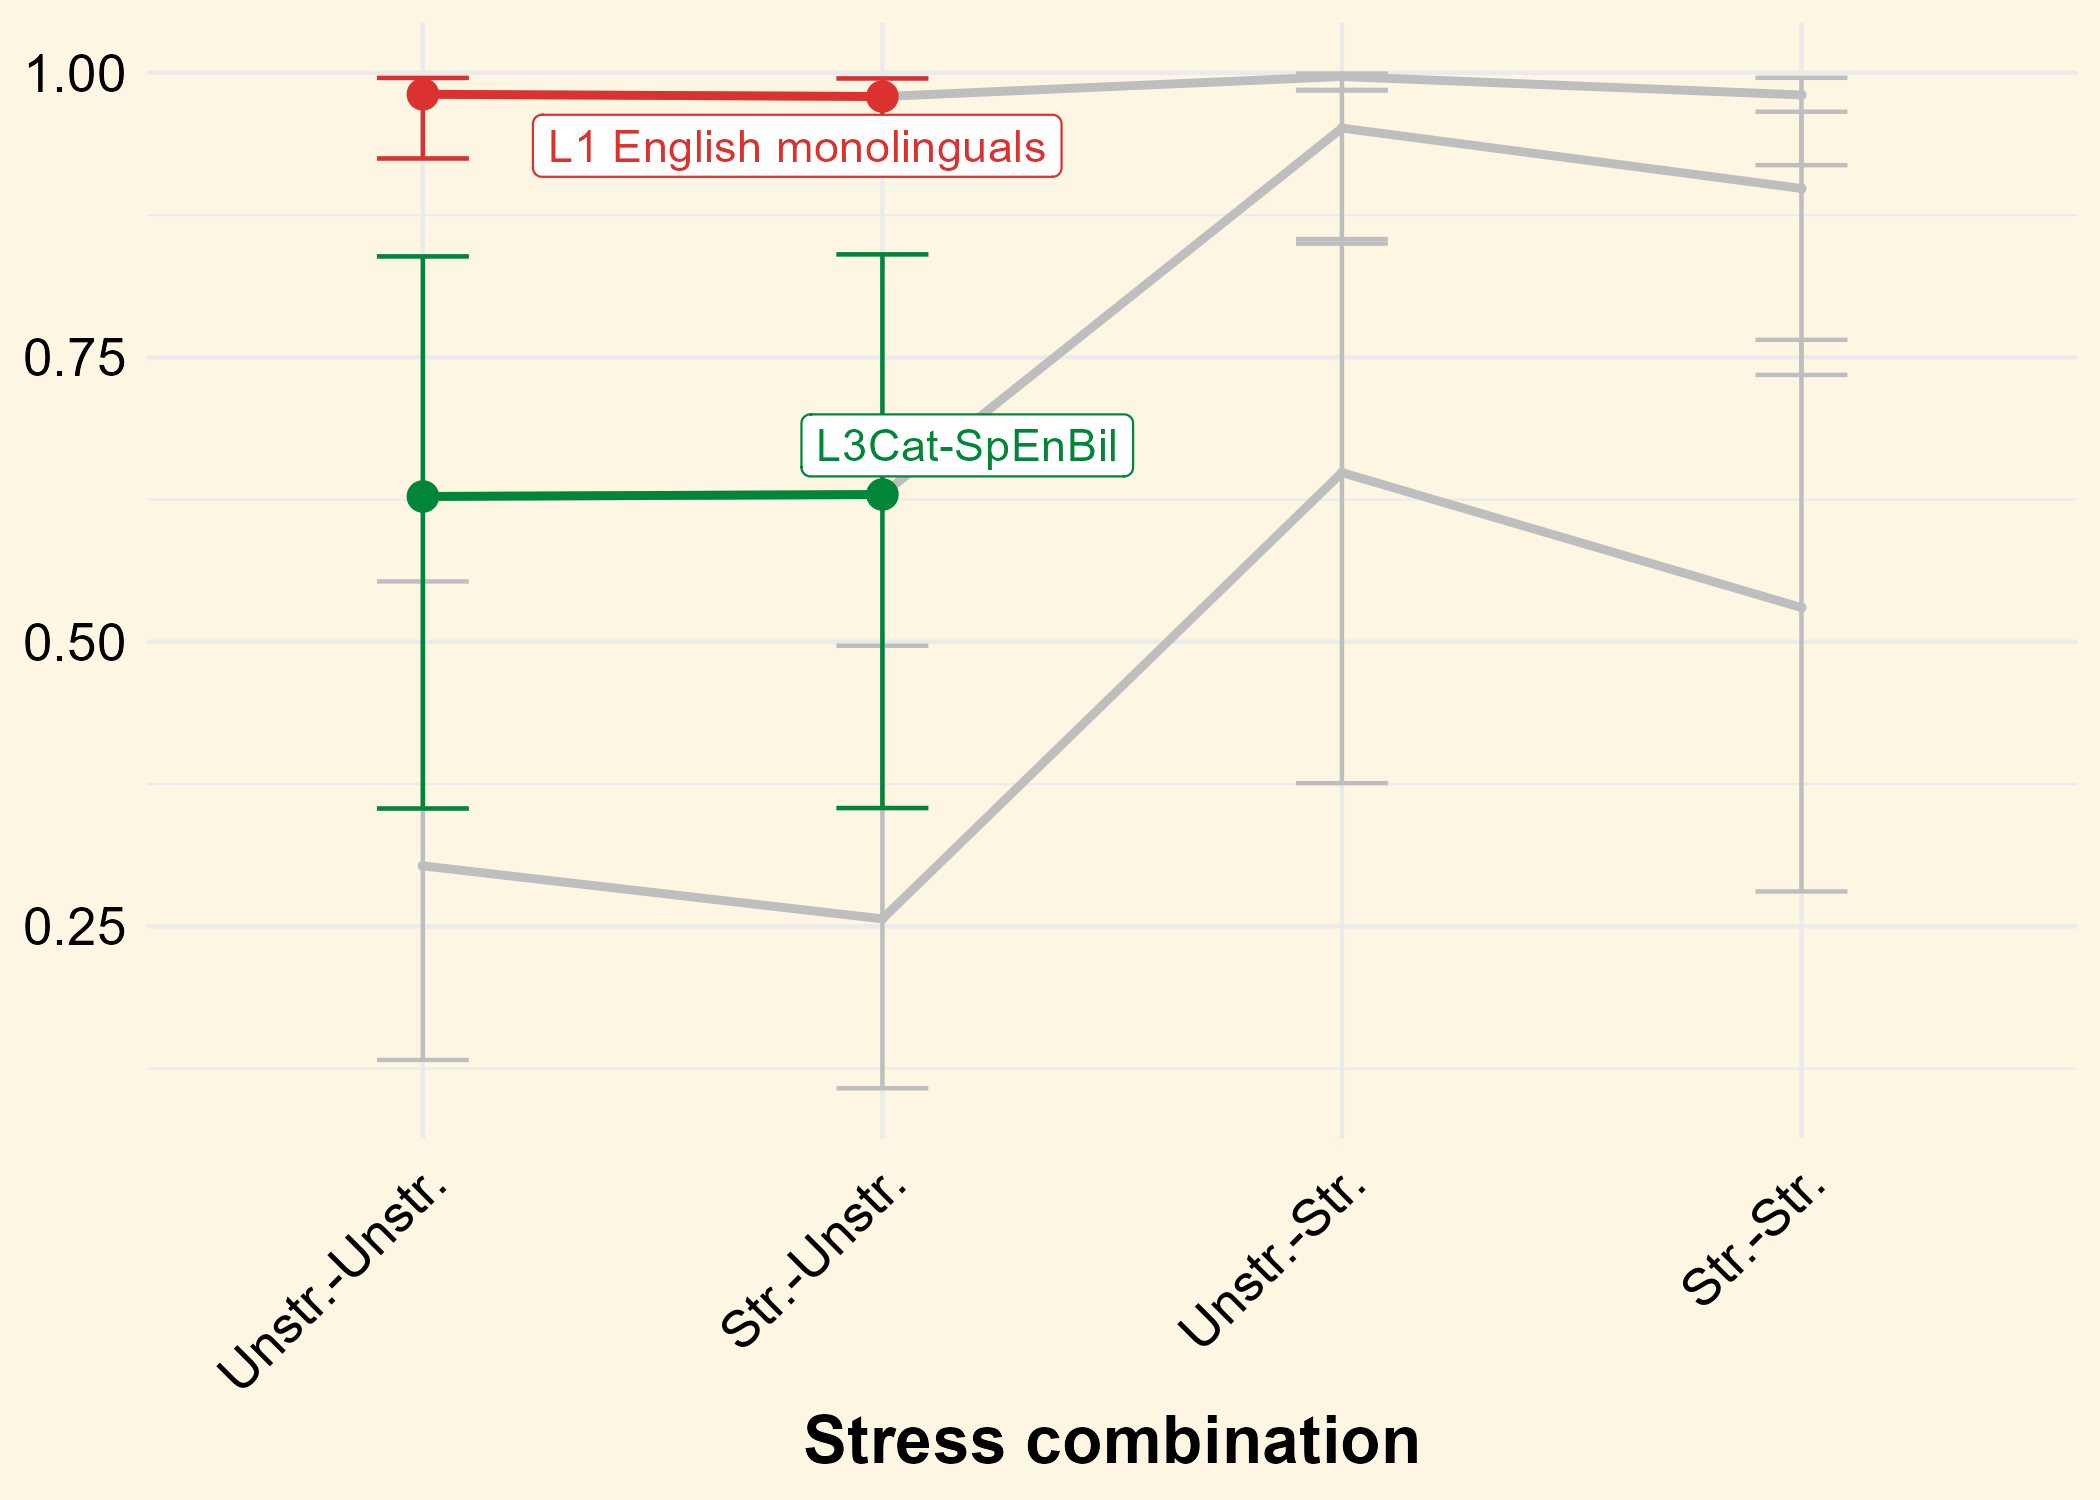 1.00
L1 English monolinguals
0.75
L3Cat-SpEnBil
0.50
0.25
Unstr.-Unstr.
Str.-Unstr.
Unstr.-Str.
Str.-Str.
Stress combination